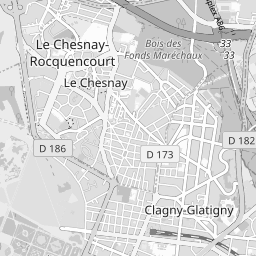 Le Chesnay-
Rocquencourt
Bois des
Fonds Maréchaux
33
33
Le Chesnay
D 186
D 173
D 182
Clagny-Glatigny